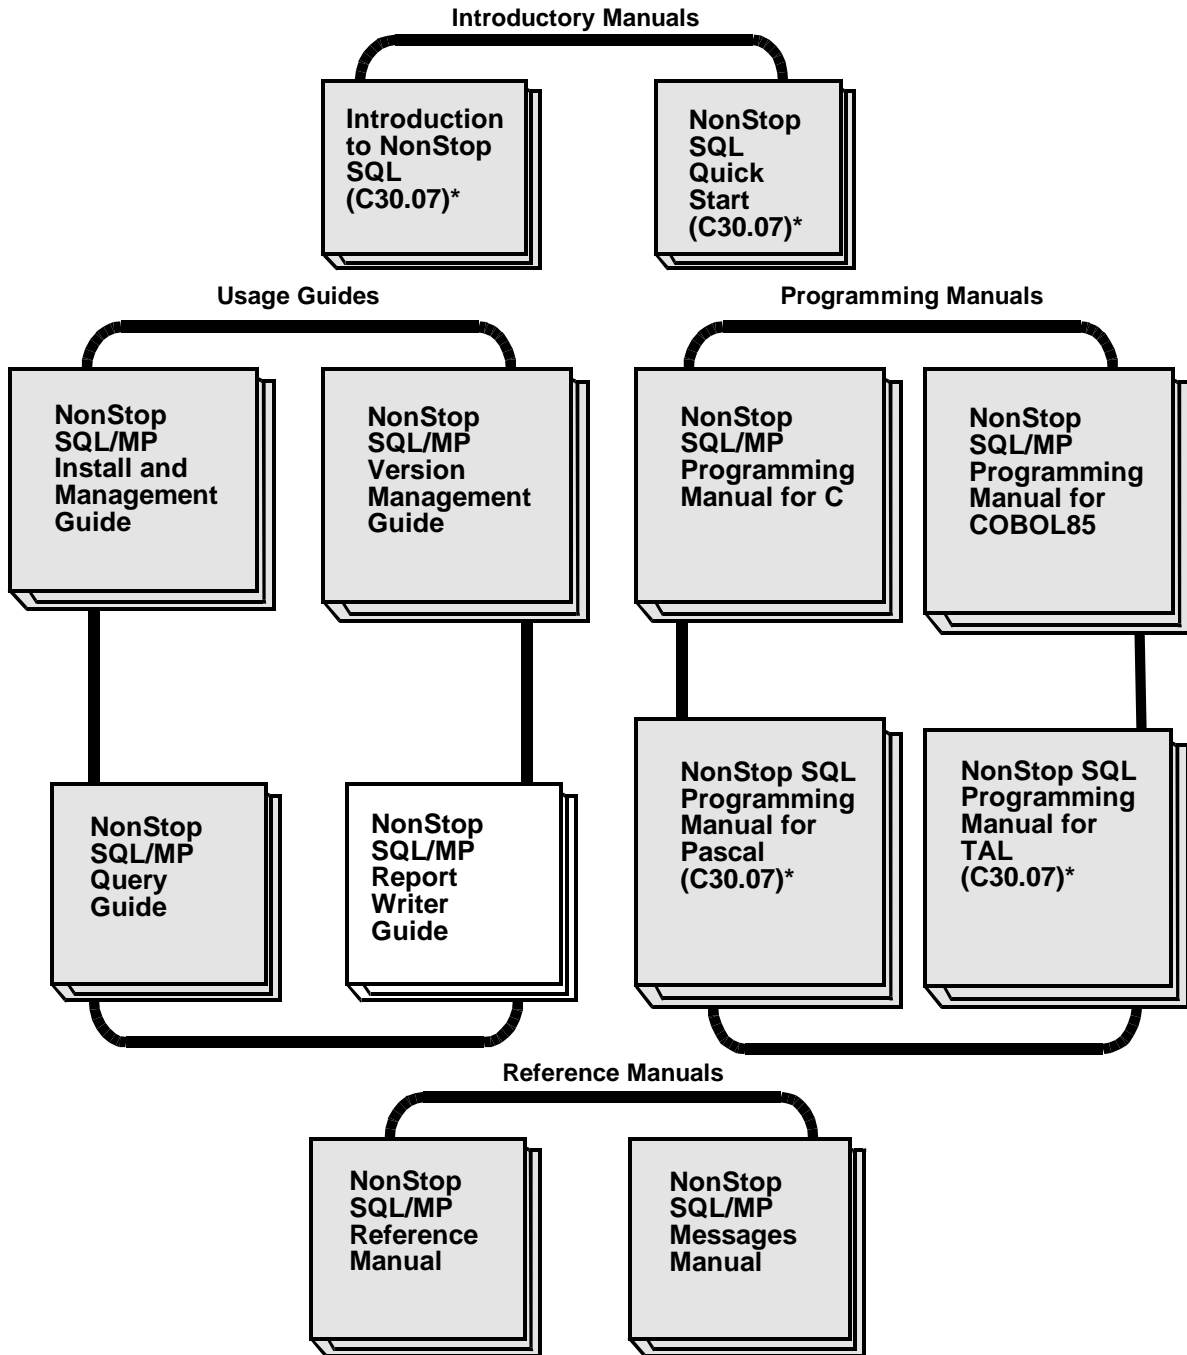 Introductory Manuals
Introduction
to NonStop
SQL
(C30.07)*
NonStop
SQL
Quick
Start
(C30.07)*
Usage Guides
NonStop
SQL/MP
Install and
Management
Guide
NonStop
SQL/MP
Version
Management
Guide
NonStop
SQL/MP
Query
Guide
NonStop
SQL/MP
Report
Writer
Guide
Programming Manuals
NonStop
SQL/MP
Programming
Manual for C
NonStop
SQL/MP
Programming
Manual for
COBOL85
NonStop SQL
Programming
Manual for
Pascal
(C30.07)*
NonStop SQL
Programming
Manual for
TAL
(C30.07)*
Reference Manuals
NonStop
SQL/MP
Reference
Manual
NonStop
SQL/MP
Messages
Manual